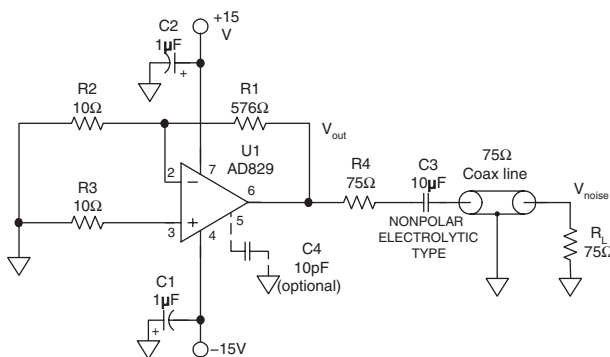 C2
1µF
+15
V
+
R2
10Ω
R1
576Ω
U1
AD829
2
7
−
6
+
3
5
4
R3
10Ω
V_out
R4
75Ω
C3
10µF
NONPOLAR
ELECTROLYTIC
TYPE
75Ω
Coax line
V_noise
R_L
75Ω
C4
10pF
(optional)
C1
1µF
+
−15V